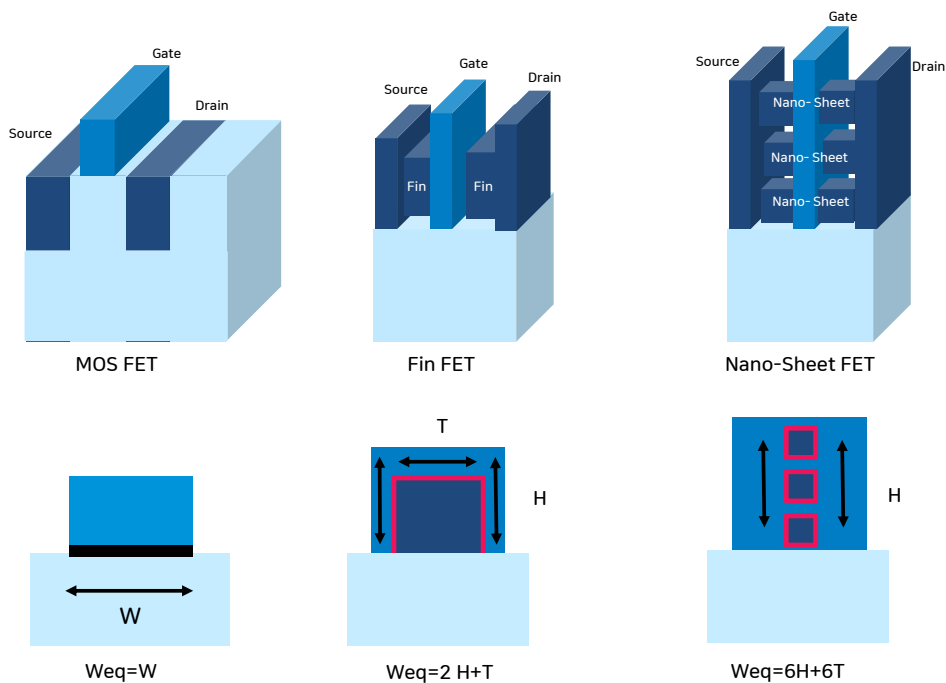 Gate
Source
Drain
MOS FET
Gate
Source
Drain
Fin
Fin
Fin FET
Gate
Source
Drain
Nano- Sheet
Nano- Sheet
Nano- Sheet
Nano-Sheet FET
W
Weq=W
T
H
Weq=2 H+T
H
Weq=6H+6T